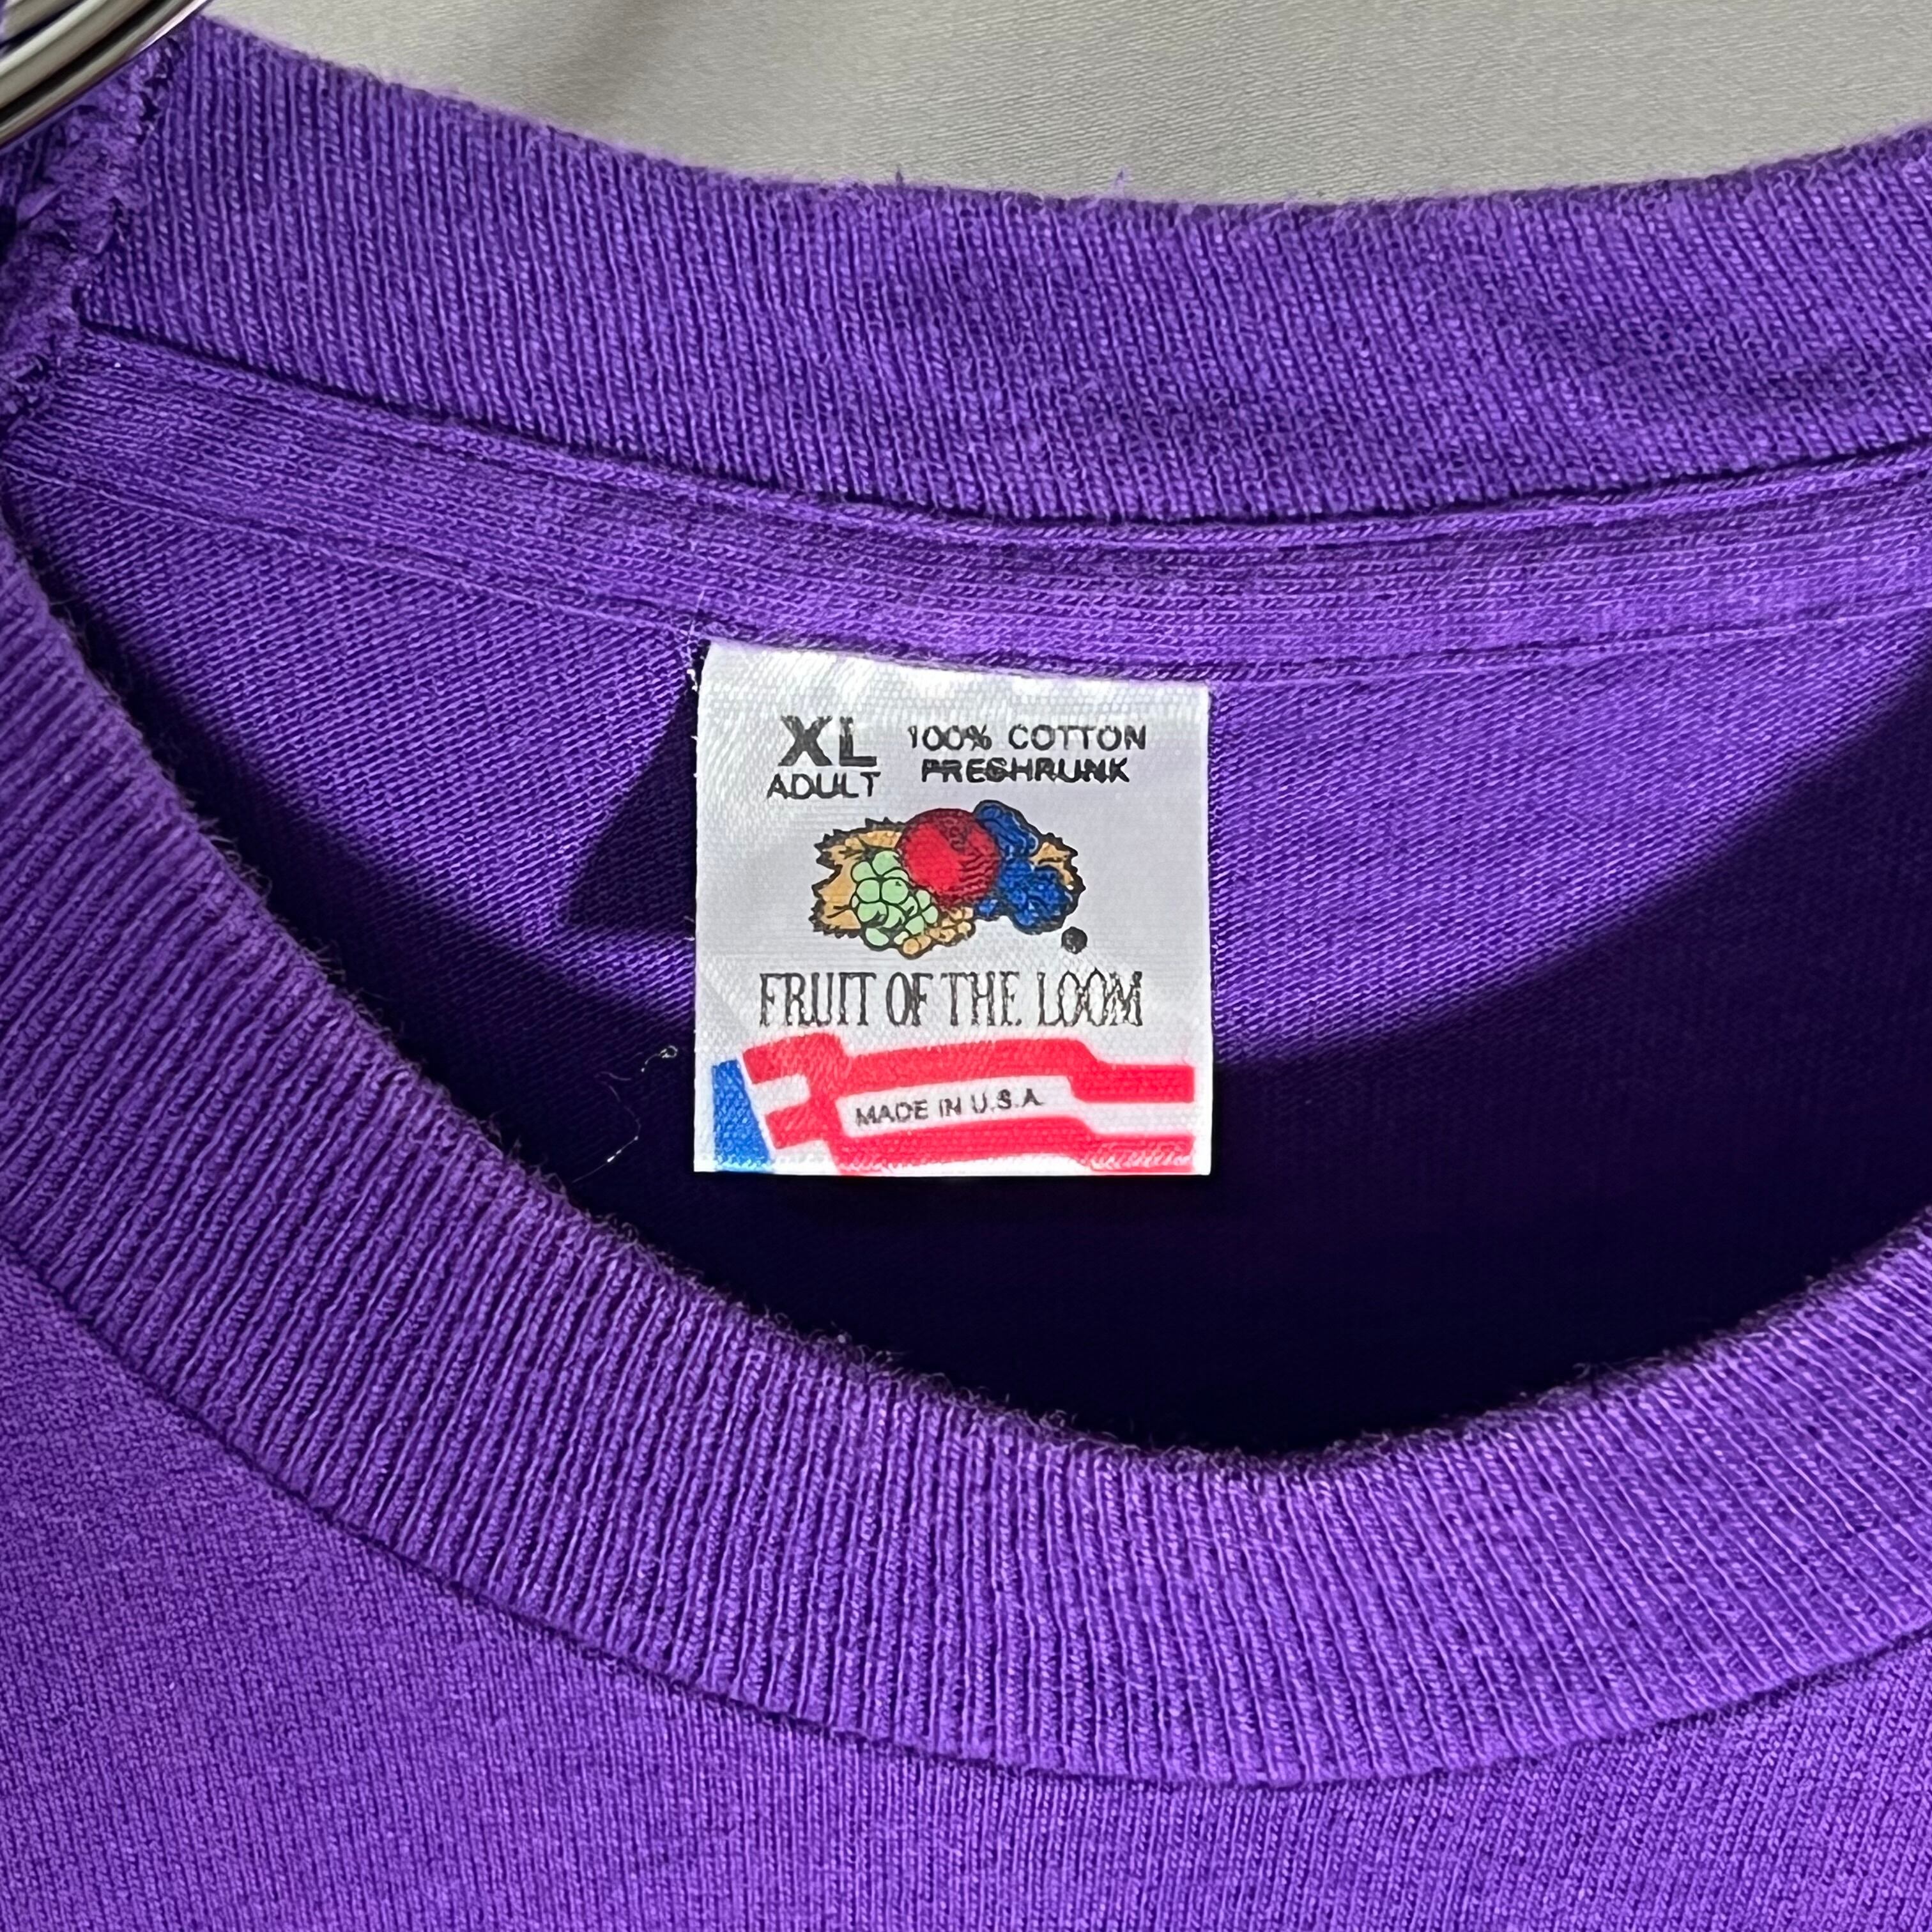 XL 100% COTTON
ADULT PRESHRUNK
FRUIT OF THE LOOM
MADE IN U.S.A.